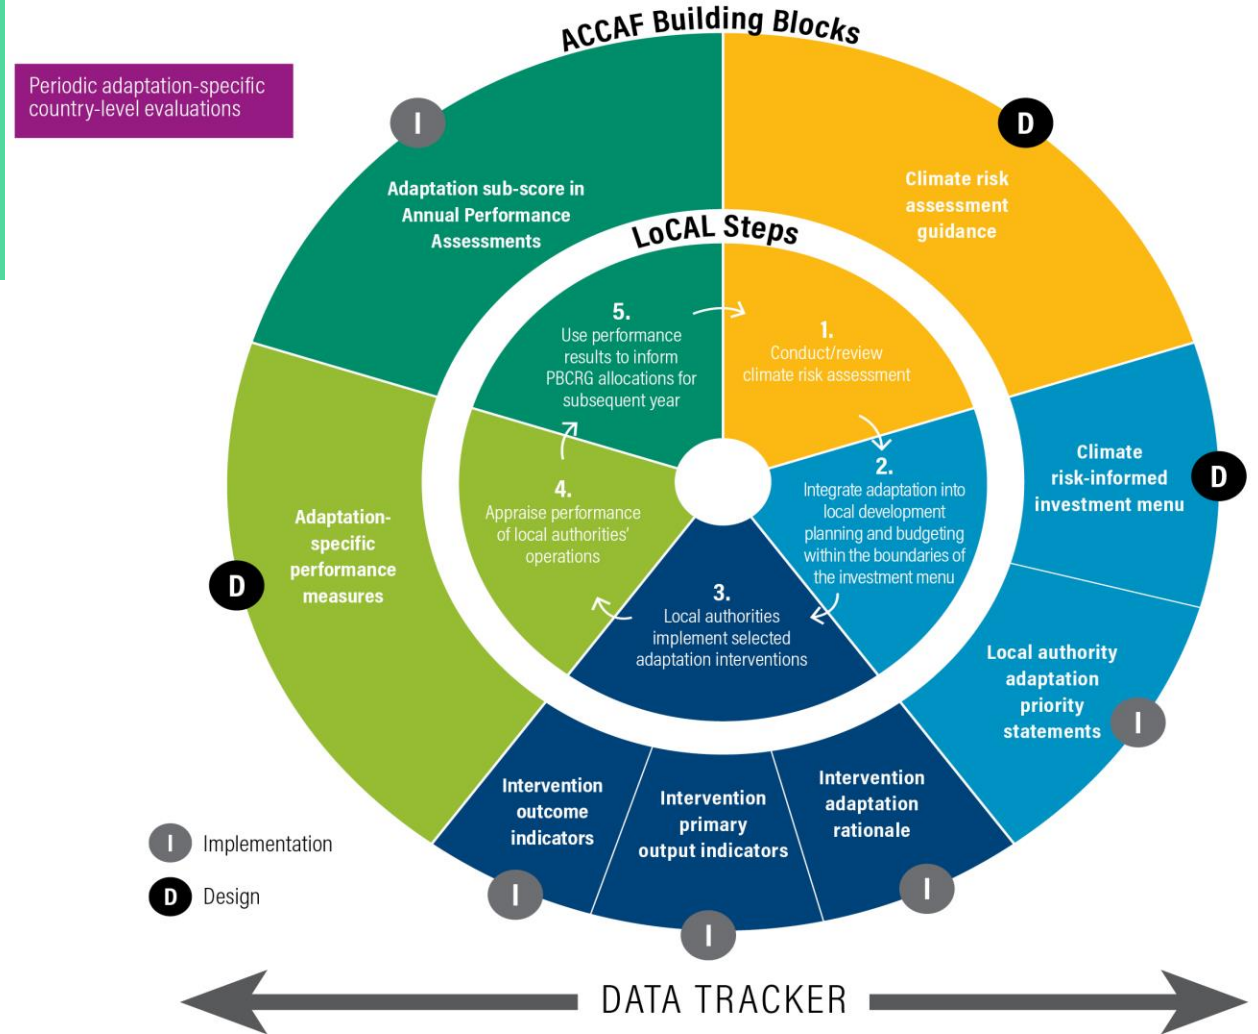 ACCAF Building Blocks
Periodic adaptation-specific
country-level evaluations
I
D
Adaptation sub-score in
Annual Performance
Assessments
Climate risk
assessment
guidance
LoCAL Steps
5.
Use performance
results to inform
PBCRG allocations for
subsequent year
1.
Conduct/review
climate risk assessment
Climate
risk-informed
investment menu
D
2.
Integrate adaptation into
local development
planning and budgeting
within the boundaries of
the investment menu
4.
Appraise performance
of local authorities'
operations
Adaptation-
specific
performance
measures
D
3.
Local authorities
implement selected
adaptation interventions
Local authority
adaptation
priority
statements
I
Intervention
outcome
indicators
I
Intervention
primary
output indicators
I
Intervention
adaptation
rationale
I
I Implementation
D Design
DATA TRACKER